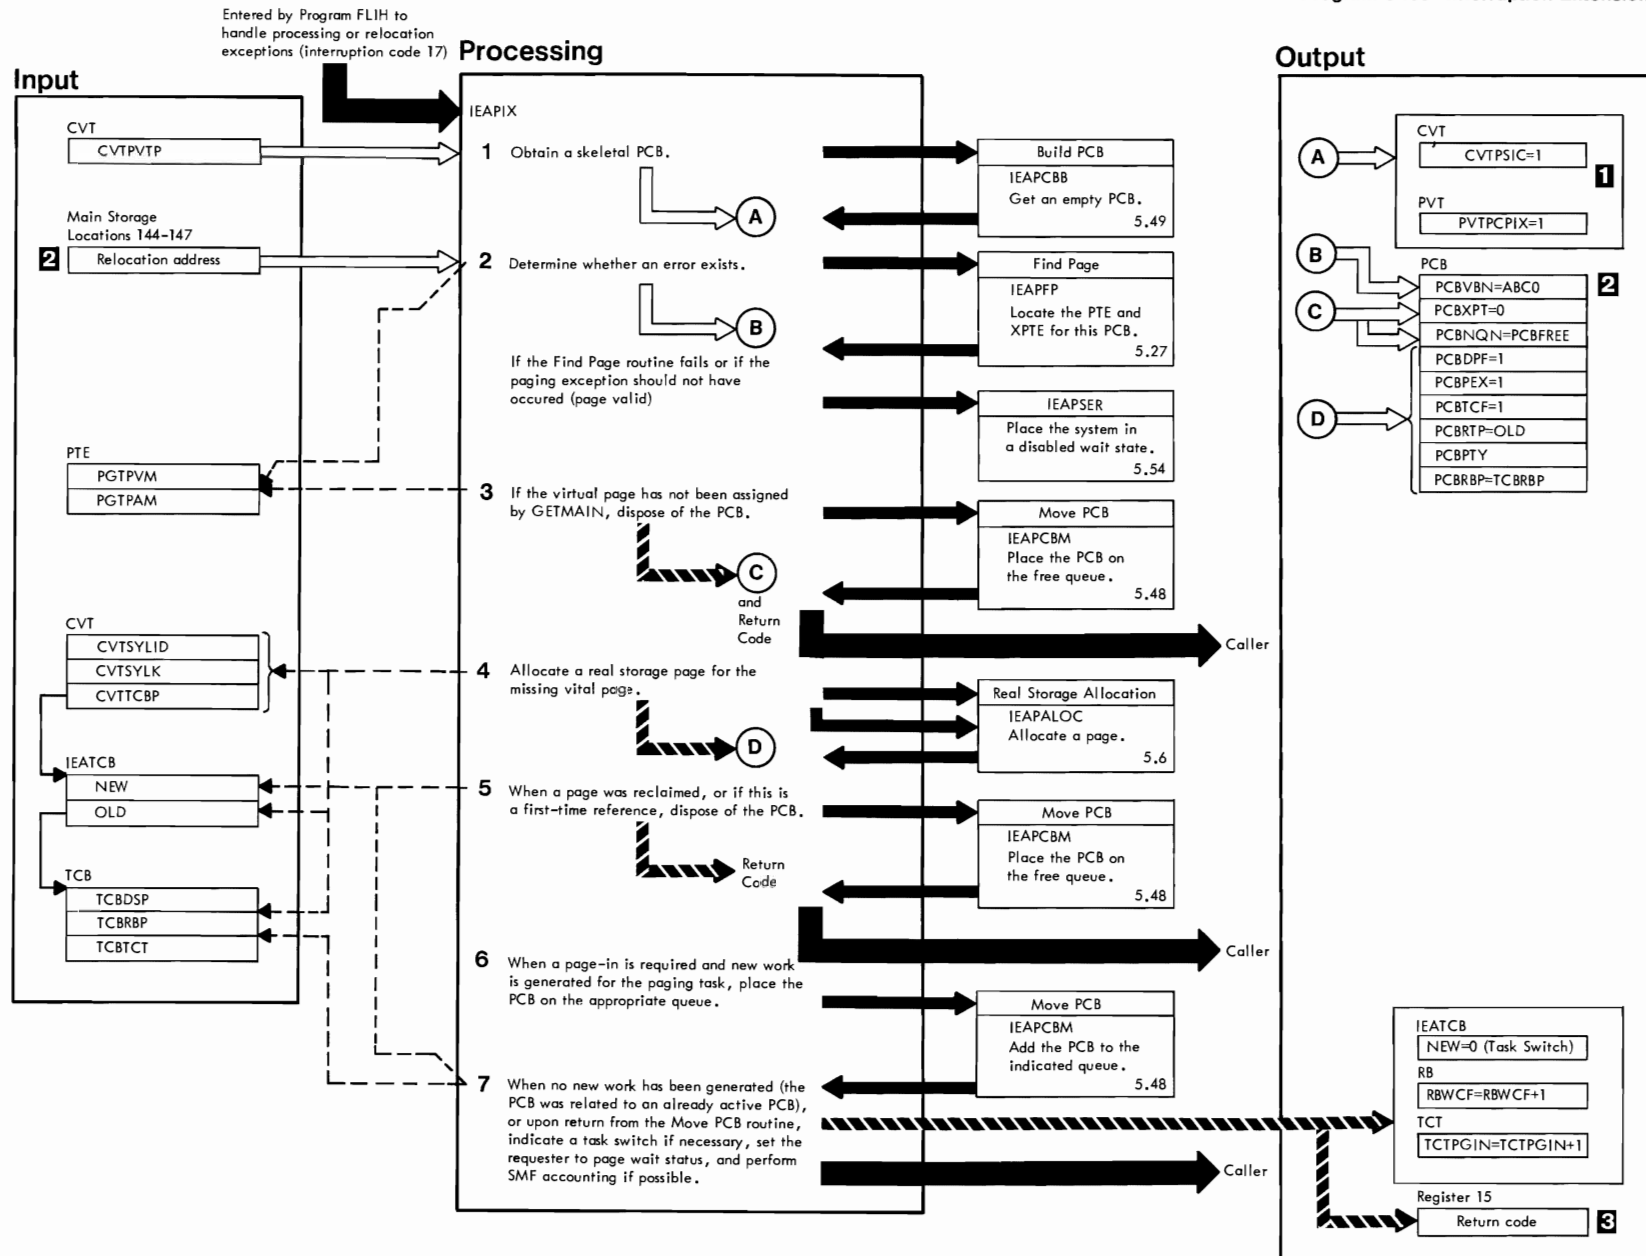 Entered by Program FLIH to
handle processing or relocation
exceptions (interruption code 17)
Input
CVT
CVTPVTP
Main Storage
Locations 144-147
2
Relocation address
PTE
PGTPVM
PGTPAM
CVT
CVTSYLID
CVTSYLK
CVTTCBP
IEATCB
NEW
OLD
TCB
TCBDSP
TCBRBP
TCBTCT
Processing
IEAPIX
1 Obtain a skeletal PCB.
A
2 Determine whether an error exists.
B
If the Find Page routine fails or if the
paging exception should not have
occured (page valid)
3 If the virtual page has not been assigned
by GETMAIN, dispose of the PCB.
C
and
Return
Code
4 Allocate a real storage page for the
missing vital page.
D
5 When a page was reclaimed, or if this is
a first-time reference, dispose of the PCB.
Return
Code
6 When a page-in is required and new work
is generated for the paging task, place the
PCB on the appropriate queue.
7 When no new work has been generated (the
PCB was related to an already active PCB),
or upon return from the Move PCB routine,
indicate a task switch if necessary, set the
requester to page wait status, and perform
SMF accounting if possible.
Build PCB
IEAPCBB
Get an empty PCB.
5.49
Find Page
IEAPFP
Locate the PTE and
XPTE for this PCB.
5.27
IEAPSER
Place the system in
a disabled wait state.
5.54
Move PCB
IEAPCBM
Place the PCB on
the free queue.
5.48
Caller
Real Storage Allocation
IEAPALOC
Allocate a page.
5.6
Move PCB
IEAPCBM
Place the PCB on
the free queue.
5.48
Caller
Move PCB
IEAPCBM
Add the PCB to the
indicated queue.
5.48
Caller
Output
A
CVT
CVTPSIC=1
1
PVT
PVTPCPIX=1
B
PCB
PCBVBN=ABC0
2
C
PCBXPT=0
PCBNQN=PCBFREE
PCBDPF=1
PCBPEX=1
D
PCBTCF=1
PCBRTP=OLD
PCBPTY
PCBRBP=TCBRBP
IEATCB
NEW=0 (Task Switch)
RB
RBWCF=RBWCF+1
TCT
TCTPGIN=TCTPGIN+1
Register 15
Return code
3